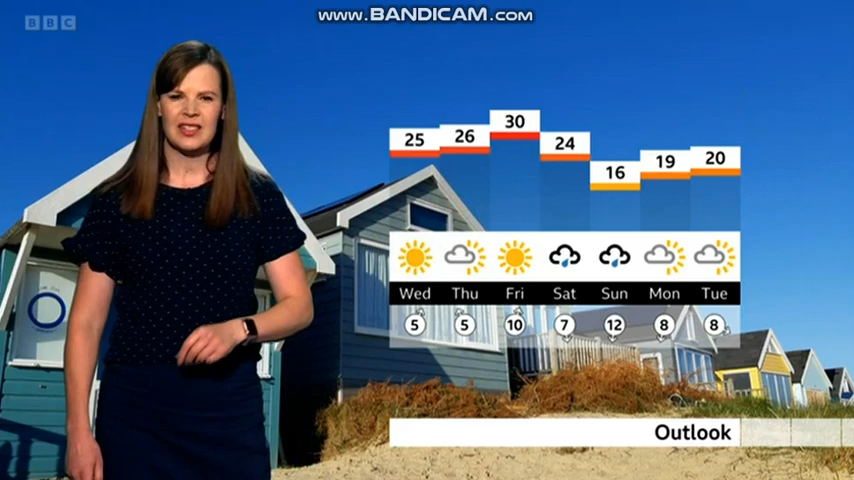 BBC
WWW.BANDICAM.COM
25 26 30 24 16 19 20
Wed Thu Fri Sat Sun Mon Tue
5 5 10 7 12 8 8
Outlook